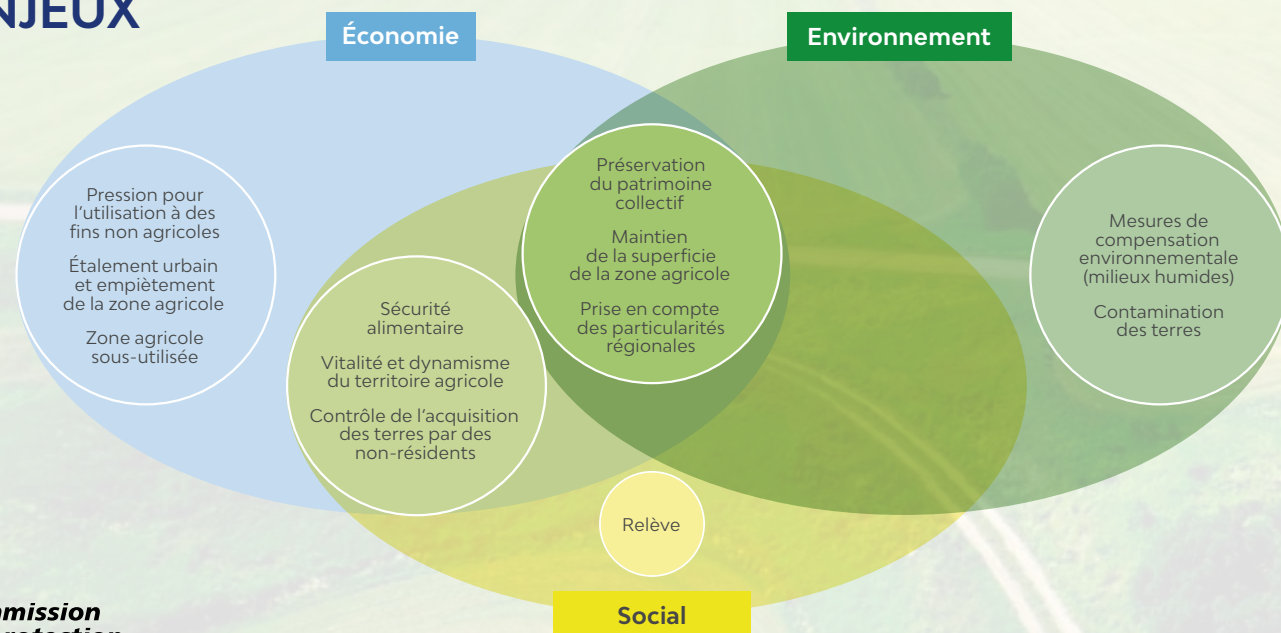 NJEUX
Économie
Environnement
Pression pour
l'utilisation à des
fins non agricoles
Étalement urbain
et empiètement
de la zone agricole
Zone agricole
sous-utilisée
Sécurité
alimentaire
Vitalité et dynamisme
du territoire agricole
Contrôle de l'acquisition
des terres par des
non-résidents
Préservation
du patrimoine
collectif
Maintien
de la superficie
de la zone agricole
Prise en compte
des particularités
régionales
Mesures de
compensation
environnementale
(milieux humides)
Contamination
des terres
Relève
Social
mission